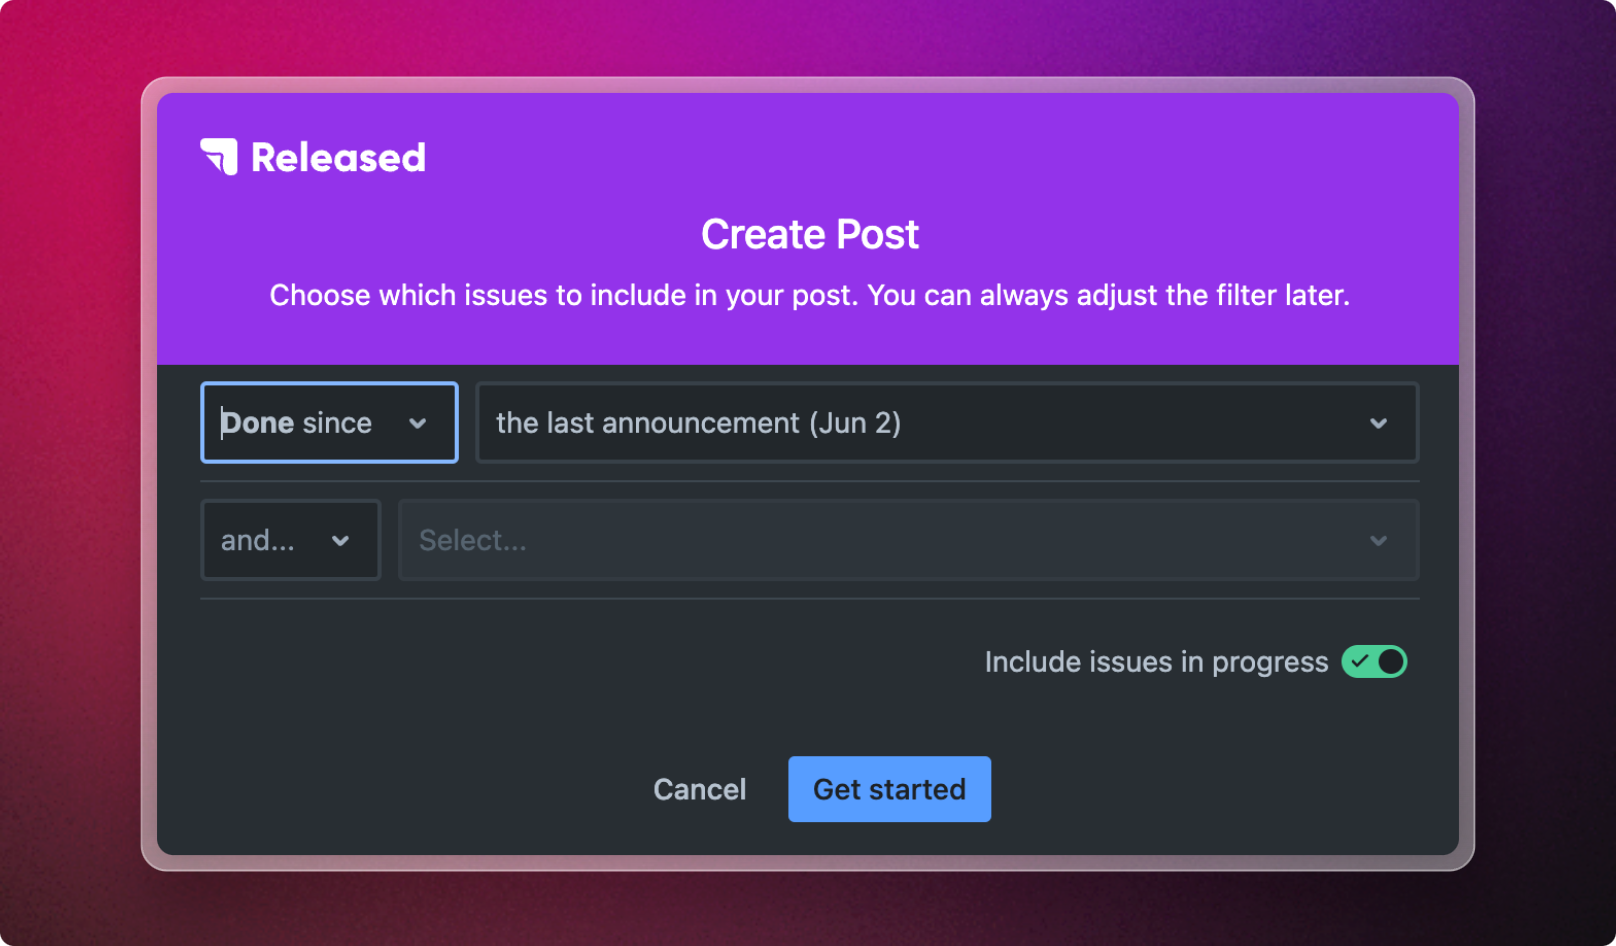 Released
Create Post
Choose which issues to include in your post. You can always adjust the filter later.
Done since
the last announcement (Jun 2)
and...
Select...
Include issues in progress
Cancel
Get started